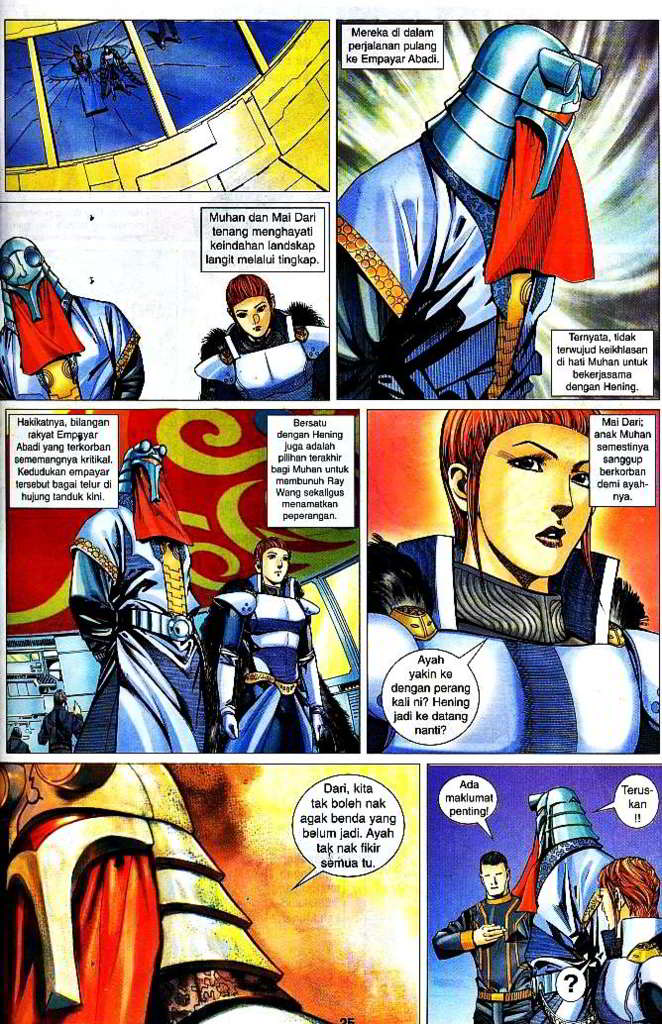 Mereka di dalam
perjalanan pulang
ke Empayar Abadi.
Muhan dan Mai Dari
tenang menghayati
keindahan landskap
langit melalui tingkap.
Ternyata, tidak
terwujud keikhlasan
di hati Muhan untuk
bekerjasama
dengan Hening.
Hakikatnya, bilangan
rakyat Empayar
Abadi yang terkorban
sememangnya kritikal.
Kedudukan empayar
tersebut bagai telur di
hujung tanduk kini.
Bersatu
dengan Hening
juga adalah
pilihan terakhir
bagi Muhan untuk
membunuh Ray
Wang sekaligus
menamatkan
peperangan.
Mai Dari;
anak Muhan
semestinya
sanggup
berkorban
demi ayah-
nya.
Ayah
yakin ke
dengan perang
kali ni? Hening
jadi ke datang
nanti?
Dari, kita
tak boleh nak
agak benda yang
belum jadi. Ayah
tak nak fikir
semua tu.
Ada
maklumat
penting!
Terus-
kan
!!
?
25